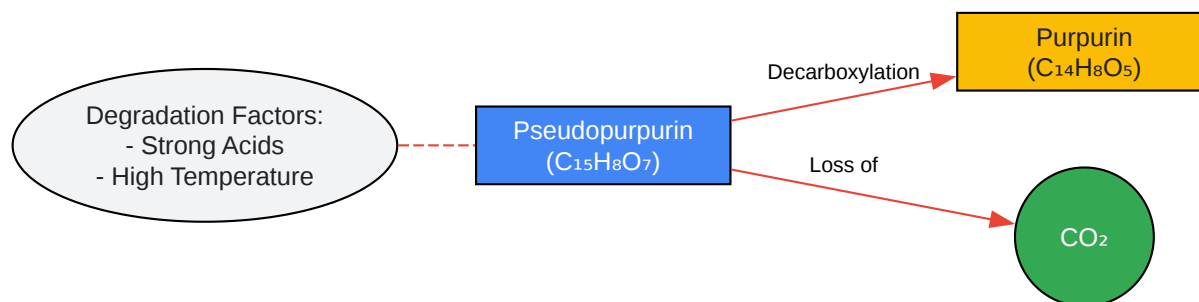 Degradation Factors:
- Strong Acids
- High Temperature
Pseudopurpurin
(C₁₅H₈O₇)
Decarboxylation
Purpurin
(C₁₄H₈O₅)
Loss of
CO₂